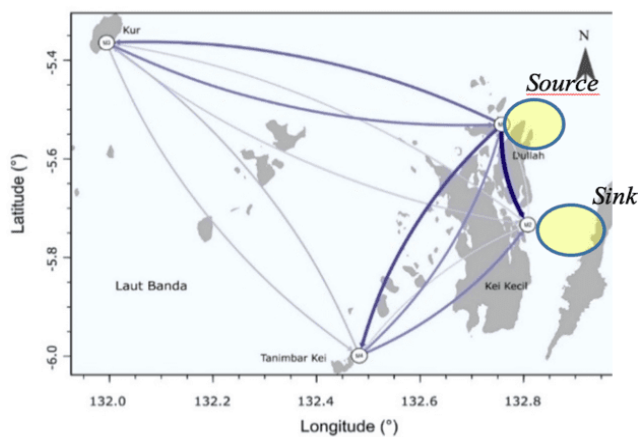 Kur
N
Source
Dullah
Sink
Laut Banda
Kei Kecil
Tanimbar Kei
Latitude (°)
-5.4
-5.6
-5.8
-6.0
132.0
132.2
132.4
132.6
132.8
Longitude (°)